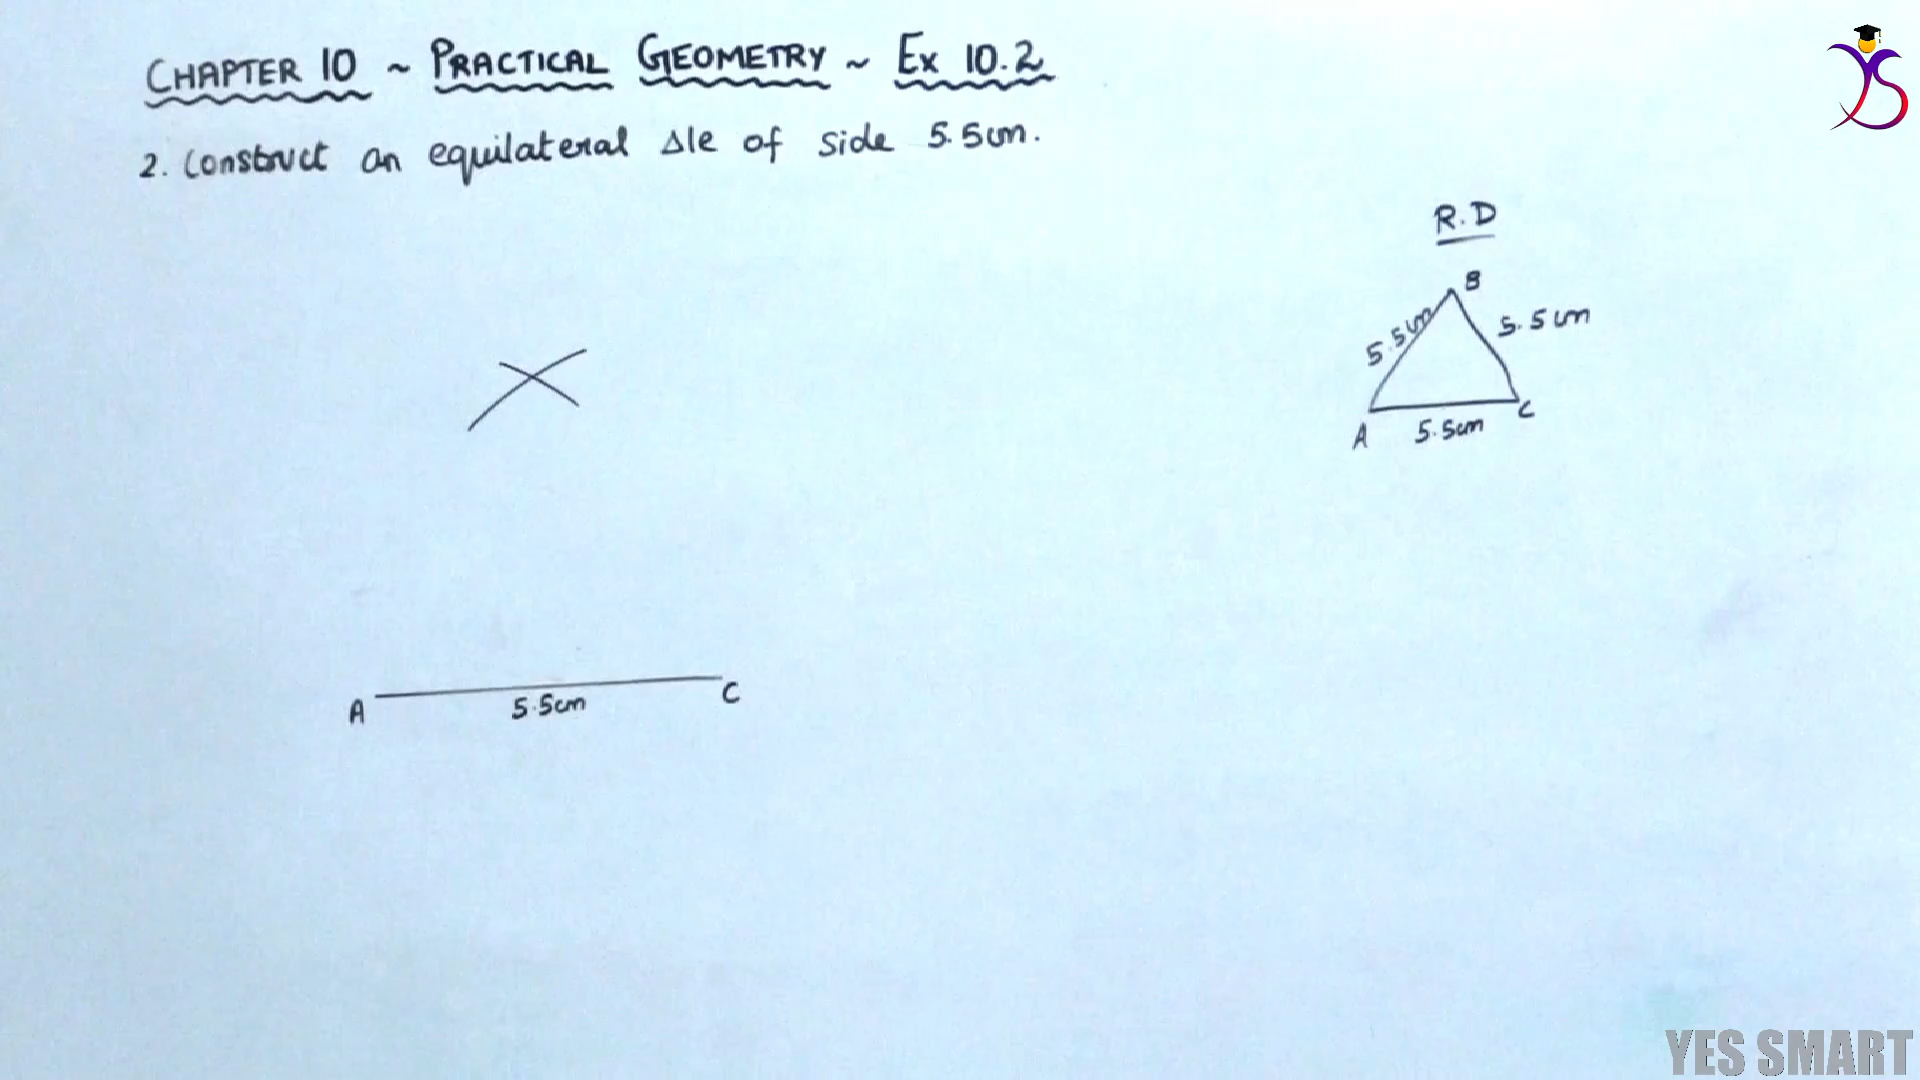 CHAPTER 10 ~ PRACTICAL GEOMETRY ~ Ex 10.2
2. Construct an equilateral Δle of side 5.5cm.
R.D
B
5.5cm
5.5cm
A
5.5cm
C
A
5.5cm
C
YES SMART